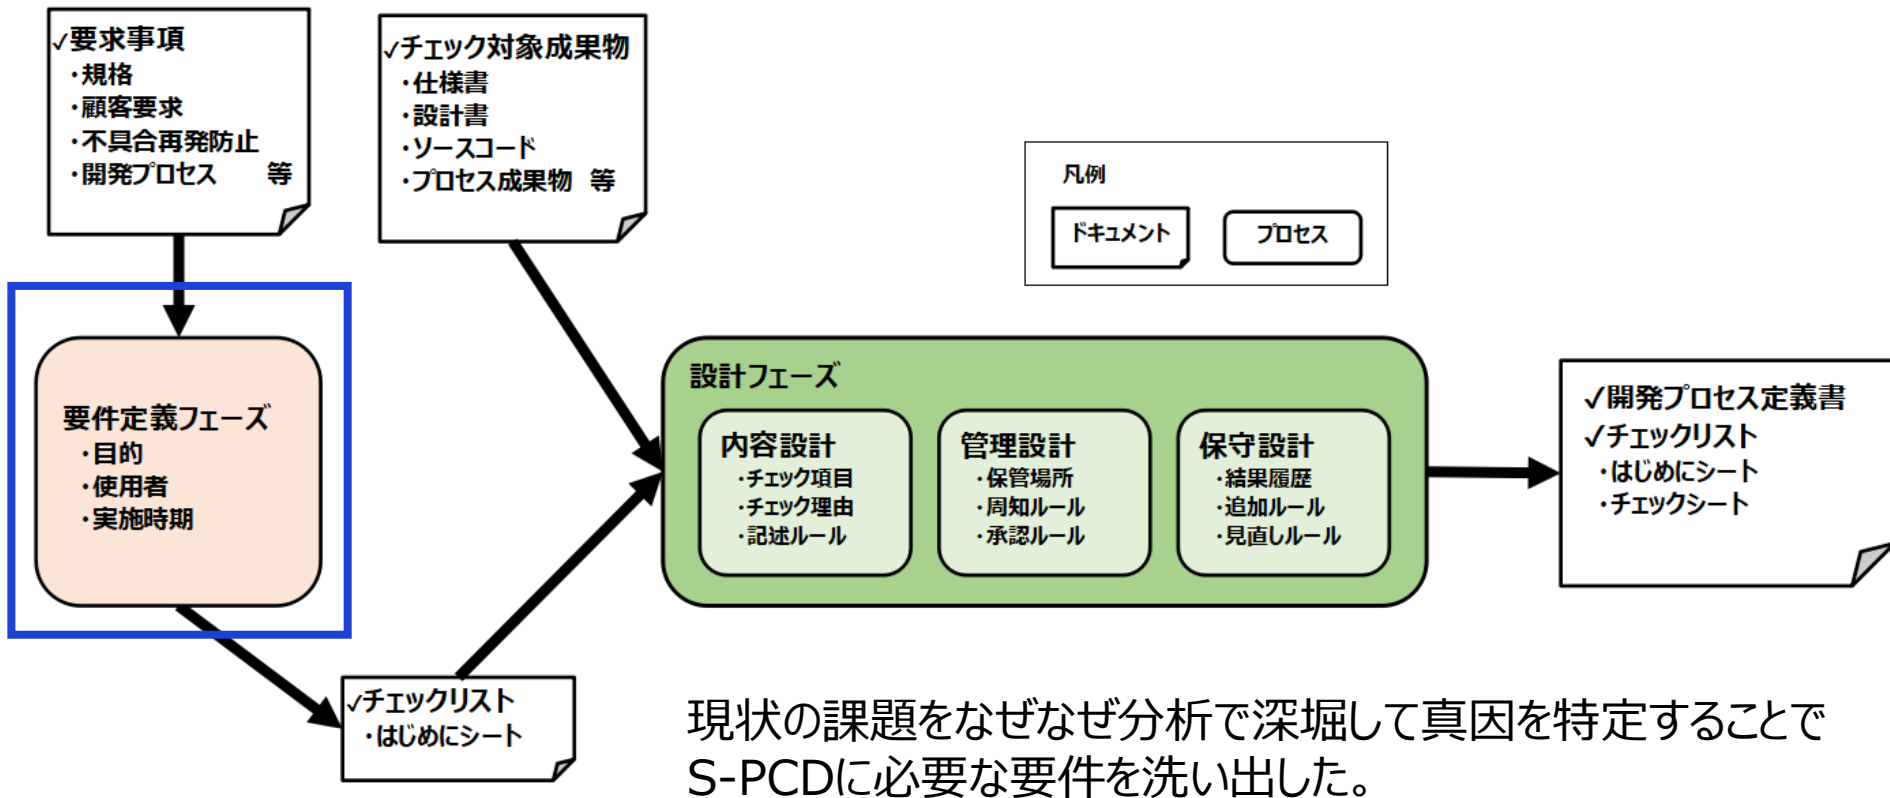 ✓要求事項
・規格
・顧客要求
・不具合再発防止
・開発プロセス 等
✓チェック対象成果物
・仕様書
・設計書
・ソースコード
・プロセス成果物 等
凡例
ドキュメント
プロセス
要件定義フェーズ
・目的
・使用者
・実施時期
設計フェーズ
内容設計
・チェック項目
・チェック理由
・記述ルール
管理設計
・保管場所
・周知ルール
・承認ルール
保守設計
・結果履歴
・追加ルール
・見直しルール
✓開発プロセス定義書
✓チェックリスト
・はじめにシート
・チェックシート
✓チェックリスト
・はじめにシート
現状の課題をなぜなぜ分析で深堀して真因を特定することで
S-PCDに必要な要件を洗い出した。